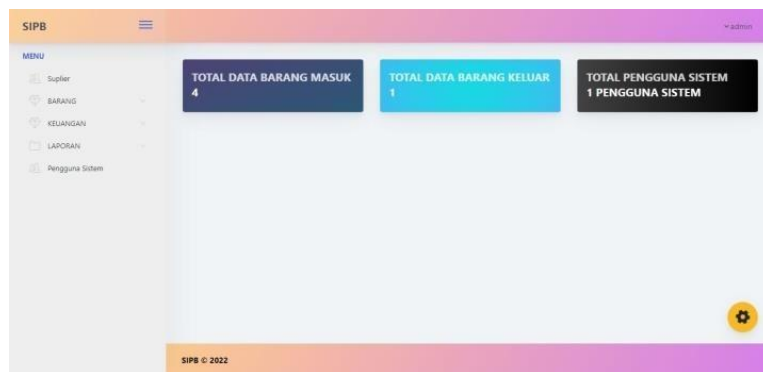 SIPB
admin
MENU
Suplier
BARANG
KEUANGAN
LAPORAN
Pengguna Sistem
TOTAL DATA BARANG MASUK
4
TOTAL DATA BARANG KELUAR
1
TOTAL PENGGUNA SISTEM
1 PENGGUNA SISTEM
SIPB © 2022